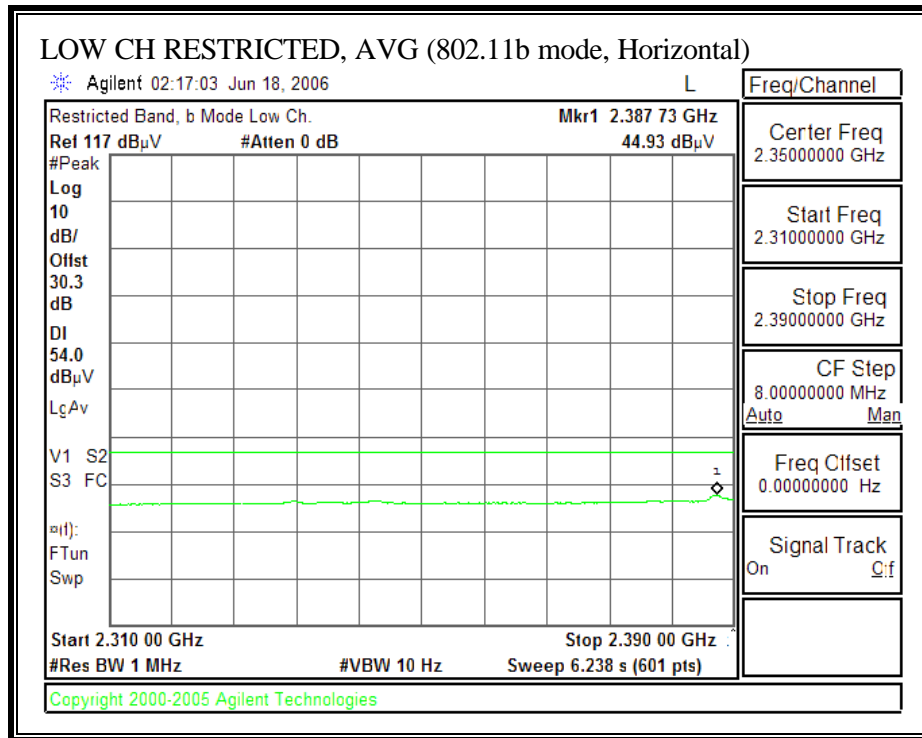 LOW CH RESTRICTED, AVG (802.11b mode, Horizontal)
Agilent 02:17:03 Jun 18, 2006 L
Restricted Band, b Mode Low Ch. Mkr1 2.387 73 GHz
Ref 117 dBµV #Atten 0 dB 44.93 dBµV
#Peak
Log
10
dB/
Offst
30.3
dB
DI
54.0
dBµV
LgAv
V1 S2
S3 FC
1
¤(f):
FTun
Swp
Start 2.310 00 GHz Stop 2.390 00 GHz
#Res BW 1 MHz #VBW 10 Hz Sweep 6.238 s (601 pts)
Copyright 2000-2005 Agilent Technologies
Freq/Channel
Center Freq
2.35000000 GHz
Start Freq
2.31000000 GHz
Stop Freq
2.39000000 GHz
CF Step
8.00000000 MHz
Auto Man
Freq Offset
0.00000000 Hz
Signal Track
On Off